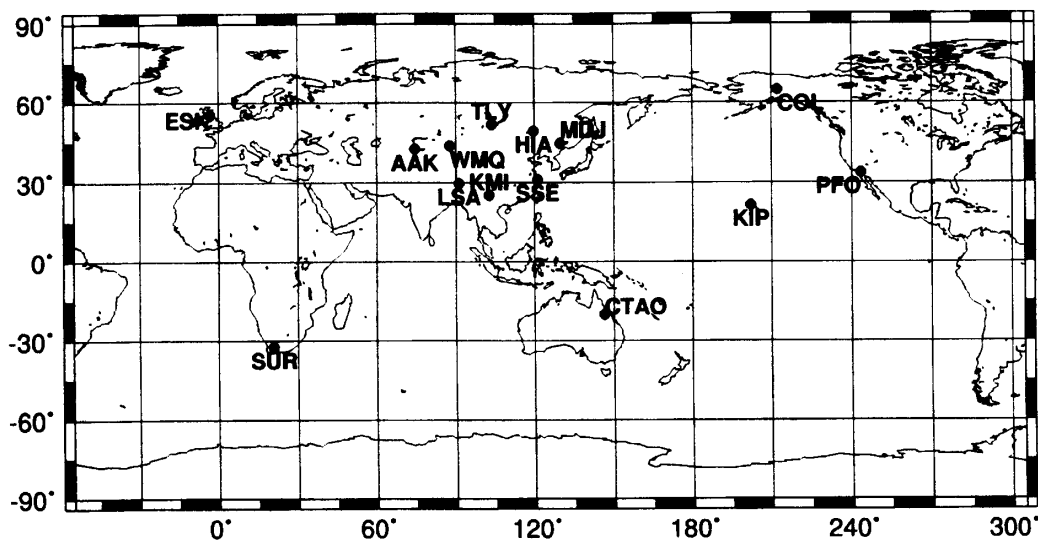 90°
60°
30°
0°
-30°
-60°
-90°
ESK
TLY
COL
HIA
MDJ
AAK
WMQ
KMI
LSA
SSE
PFO
KIP
CTAO
SUR
0°
60°
120°
180°
240°
300°